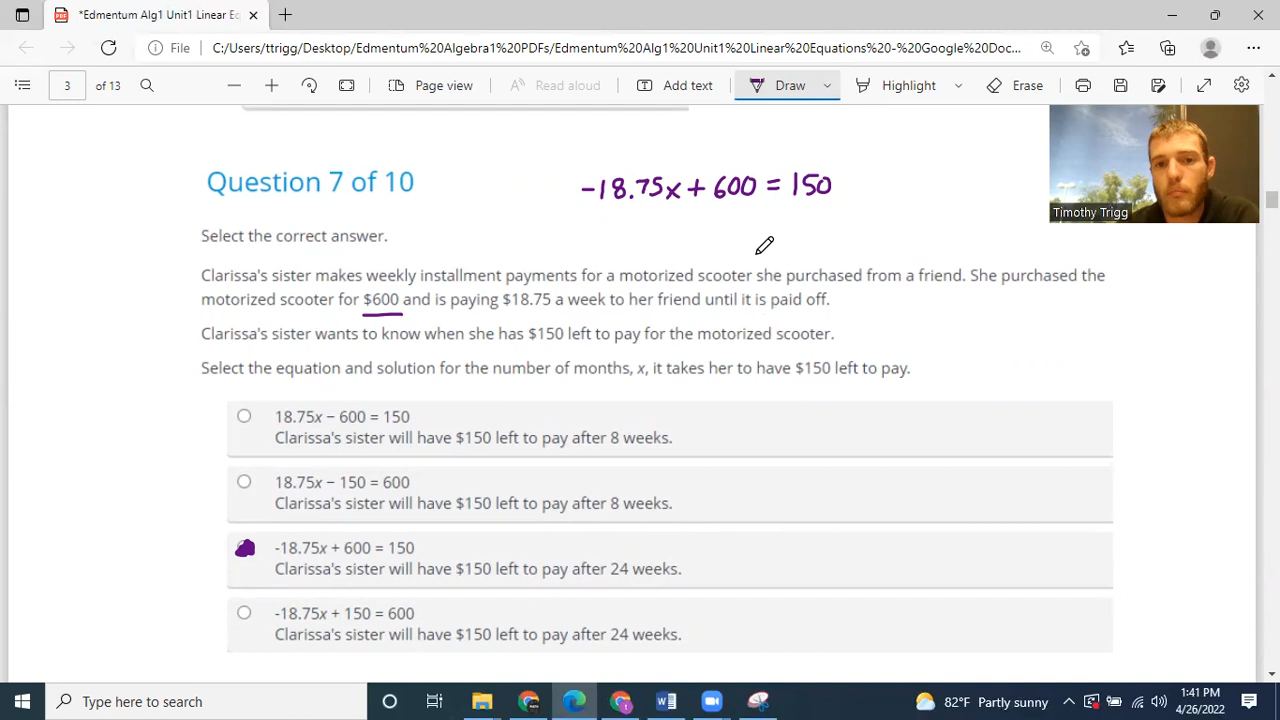 *Edmentum Alg1 Unit1 Linear Eq
File
C:/Users/ttrigg/Desktop/Edmentum%20Algebra1%20PDFs/Edmentum%20Alg1%20Unit1%20Linear%20Equations%20-%20Google%20Doc...
3 of 13
Page view
Read aloud
Add text
Draw
Highlight
Erase
Question 7 of 10
-18.75x + 600 = 150
Timothy Trigg
Select the correct answer.
Clarissa's sister makes weekly installment payments for a motorized scooter she purchased from a friend. She purchased the
motorized scooter for $600 and is paying $18.75 a week to her friend until it is paid off.
Clarissa's sister wants to know when she has $150 left to pay for the motorized scooter.
Select the equation and solution for the number of months, x, it takes her to have $150 left to pay.
18.75x − 600 = 150
Clarissa's sister will have $150 left to pay after 8 weeks.
18.75x − 150 = 600
Clarissa's sister will have $150 left to pay after 8 weeks.
-18.75x + 600 = 150
Clarissa's sister will have $150 left to pay after 24 weeks.
-18.75x + 150 = 600
Clarissa's sister will have $150 left to pay after 24 weeks.
Type here to search
82°F Partly sunny
1:41 PM
4/26/2022